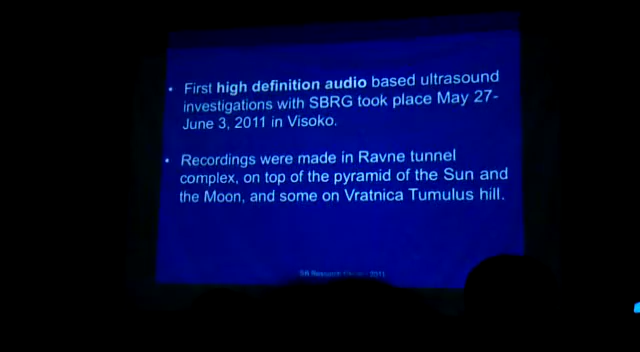 • First high definition audio based ultrasound
investigations with SBRG took place May 27-
June 3, 2011 in Visoko.
• Recordings were made in Ravne tunnel
complex, on top of the pyramid of the Sun and
the Moon, and some on Vratnica Tumulus hill.
2011